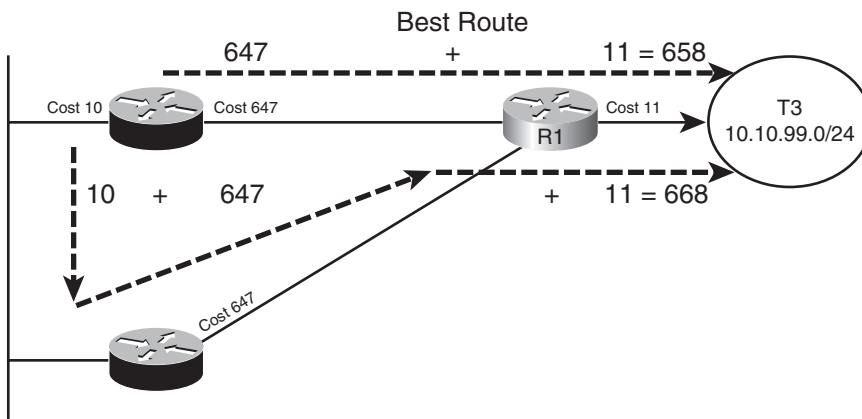 Best Route
647 + 11 = 658
Cost 10
Cost 647
R1
Cost 11
T3
10.10.99.0/24
10 + 647 + 11 = 668
Cost 647